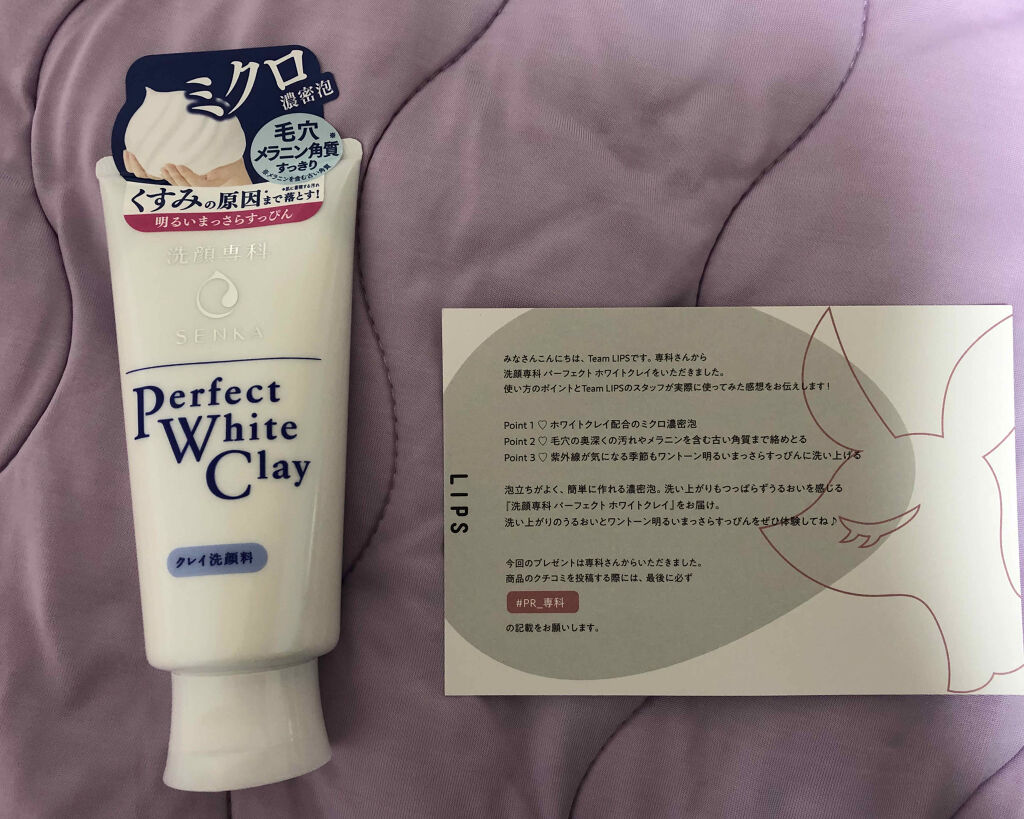 ミクロ
濃密泡
毛穴
メラニン角質※
すっきり
※メラニンを含む古い角質
くすみの原因*まで落とす!
*肌に蓄積する汚れ
明るいまっさらすっぴん
洗顔専科
SENKA
Perfect
White
Clay
クレイ洗顔料
みなさんこんにちは、Team LIPSです。専科さんから
洗顔専科 パーフェクト ホワイトクレイをいただきました。
使い方のポイントとTeam LIPSのスタッフが実際に使ってみた感想をお伝えします!
Point 1 ♡ ホワイトクレイ配合のミクロ濃密泡
Point 2 ♡ 毛穴の奥深くの汚れやメラニンを含む古い角質まで絡めとる
Point 3 ♡ 紫外線が気になる季節もワントーン明るいまっさらすっぴんに洗い上げる
泡立ちがよく、簡単に作れる濃密泡。洗い上がりもつっぱらずうるおいを感じる
『洗顔専科 パーフェクト ホワイトクレイ』をお届け。
洗い上がりのうるおいとワントーン明るいまっさらすっぴんをぜひ体験してね♪
今回のプレゼントは専科さんからいただきました。
商品のクチコミを投稿する際には、最後に必ず
#PR_専科
の記載をお願いします。
LIPS